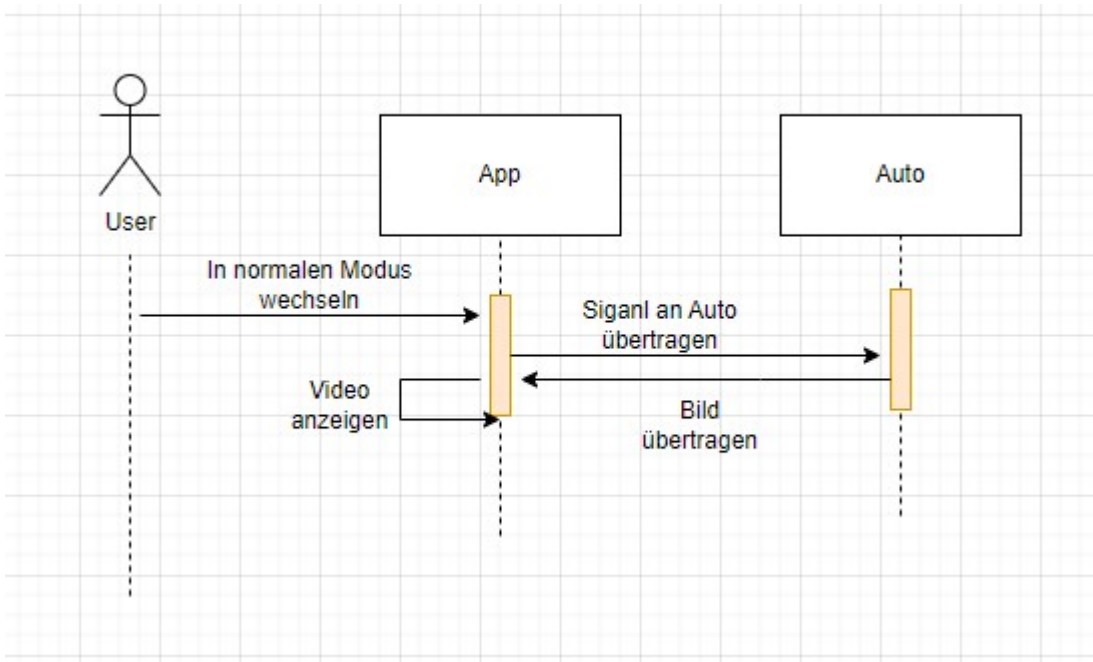 App
Auto
User
In normalen Modus
wechseln
Siganl an Auto
übertragen
Video
anzeigen
Bild
übertragen